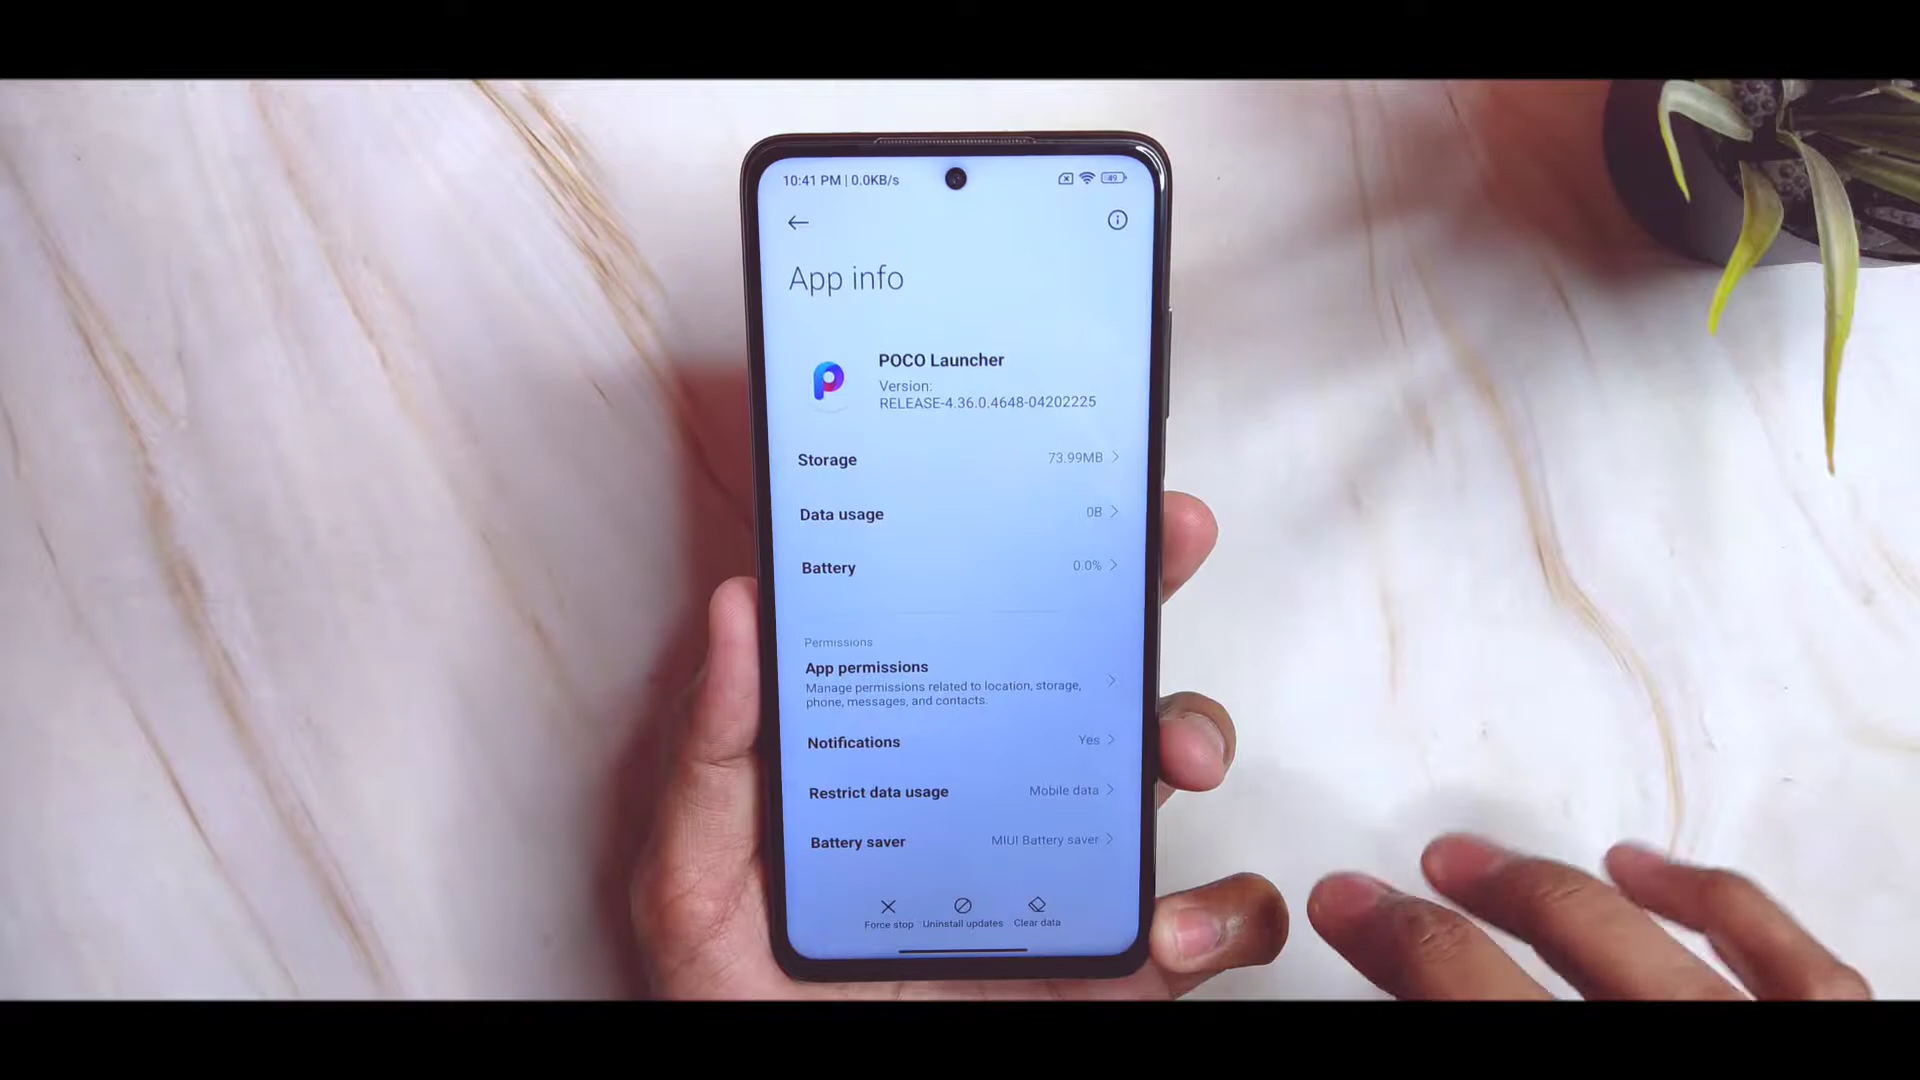 10:41 PM | 0.0KB/s
49
App info
POCO Launcher
Version:
RELEASE-4.36.0.4648-04202225
Storage 73.99MB
Data usage 0B
Battery 0.0%
Permissions
App permissions
Manage permissions related to location, storage,
phone, messages, and contacts.
Notifications Yes
Restrict data usage Mobile data
Battery saver MIUI Battery saver
Force stop Uninstall updates Clear data